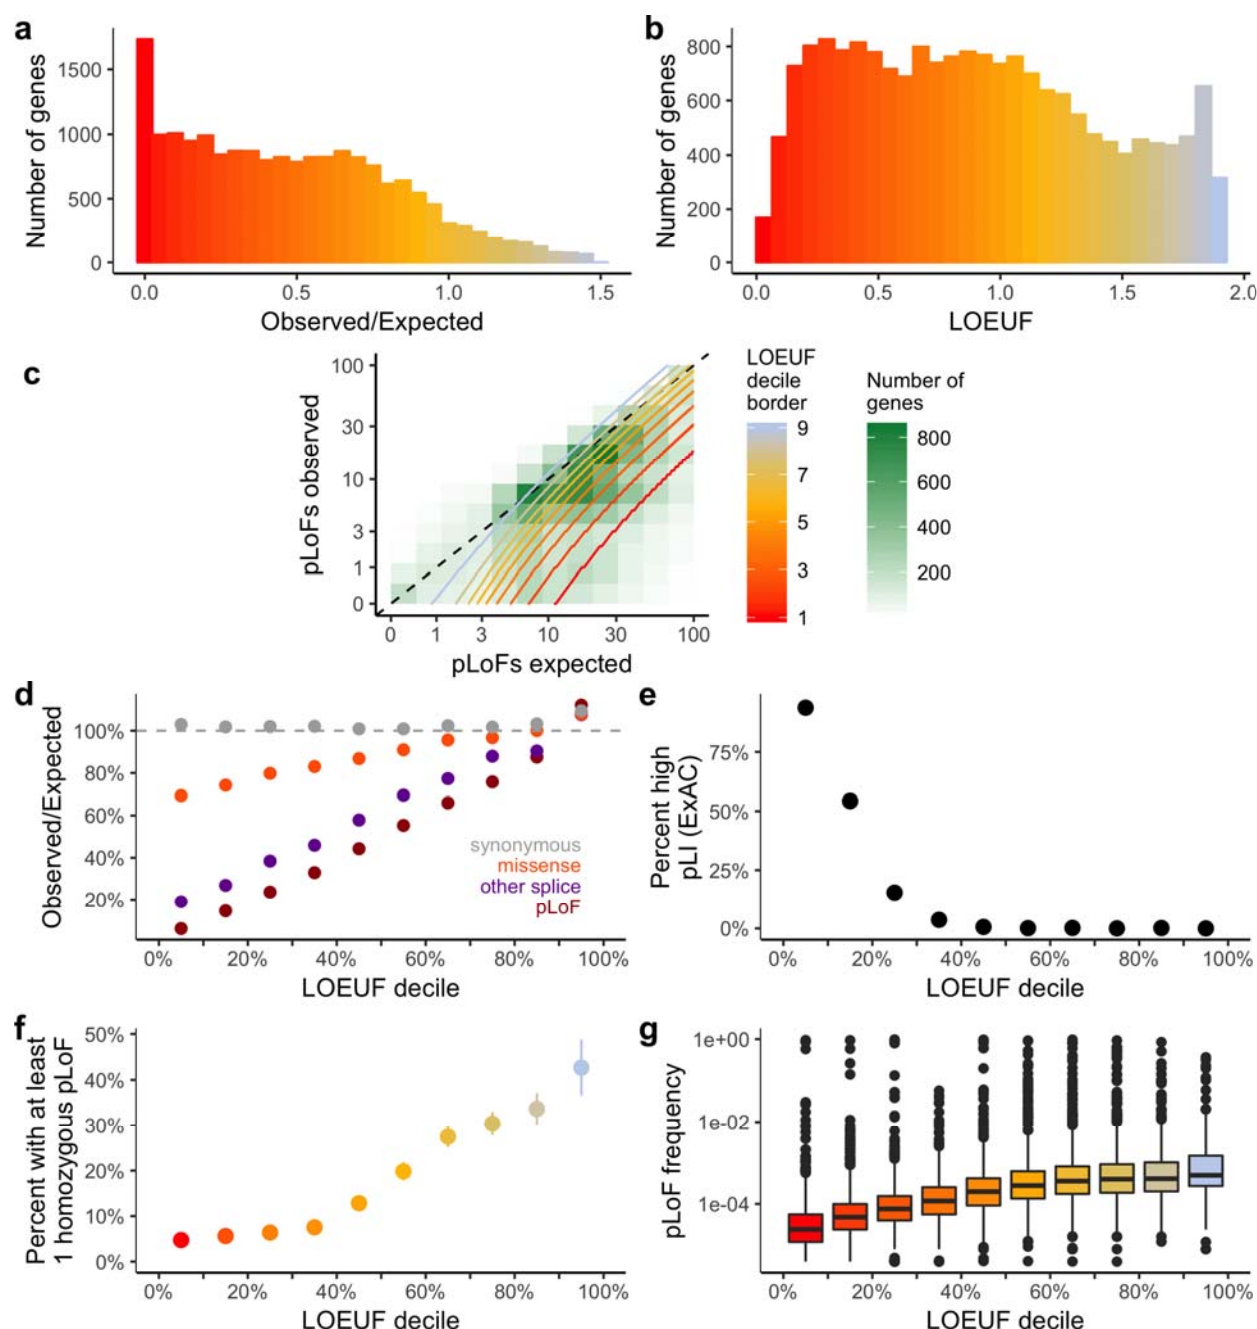 a
Number of genes
1500
1000
500
0
0.0 0.5 1.0 1.5
Observed/Expected
b
Number of genes
800
600
400
200
0
0.0 0.5 1.0 1.5 2.0
LOEUF
c
pLoFs observed
100
30
10
3
1
0
0 1 3 10 30 100
pLoFs expected
LOEUF
decile
border
9
7
5
3
1
Number of
genes
800
600
400
200
d
Observed/Expected
100%
80%
60%
40%
20%
synonymous
missense
other splice
pLoF
0% 20% 40% 60% 80% 100%
LOEUF decile
e
Percent high
pLI (ExAC)
75%
50%
25%
0%
0% 20% 40% 60% 80% 100%
LOEUF decile
f
Percent with at least
1 homozygous pLoF
50%
40%
30%
20%
10%
0%
0% 20% 40% 60% 80% 100%
LOEUF decile
g
pLoF frequency
1e+00
1e-02
1e-04
0% 20% 40% 60% 80% 100%
LOEUF decile